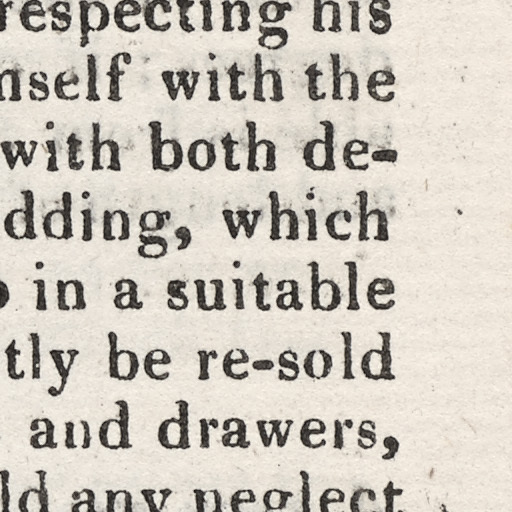 respecting his
mself with the
with both de-
dding, which
o in a suitable
tly be re-sold
and drawers,
ld any neglect